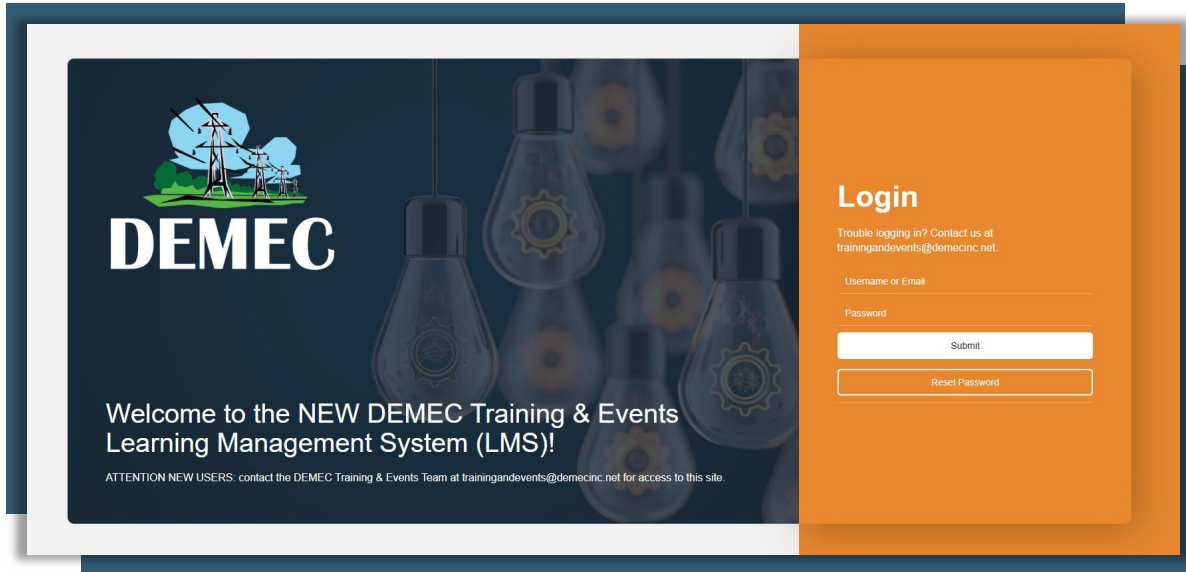 DEMEC
Welcome to the NEW DEMEC Training & Events
Learning Management System (LMS)!
ATTENTION NEW USERS: contact the DEMEC Training & Events Team at trainingandevents@demecinc.net for access to this site.
Login
Trouble logging in? Contact us at
trainingandevents@demecinc.net.
Username or Email
Password
Submit
Reset Password